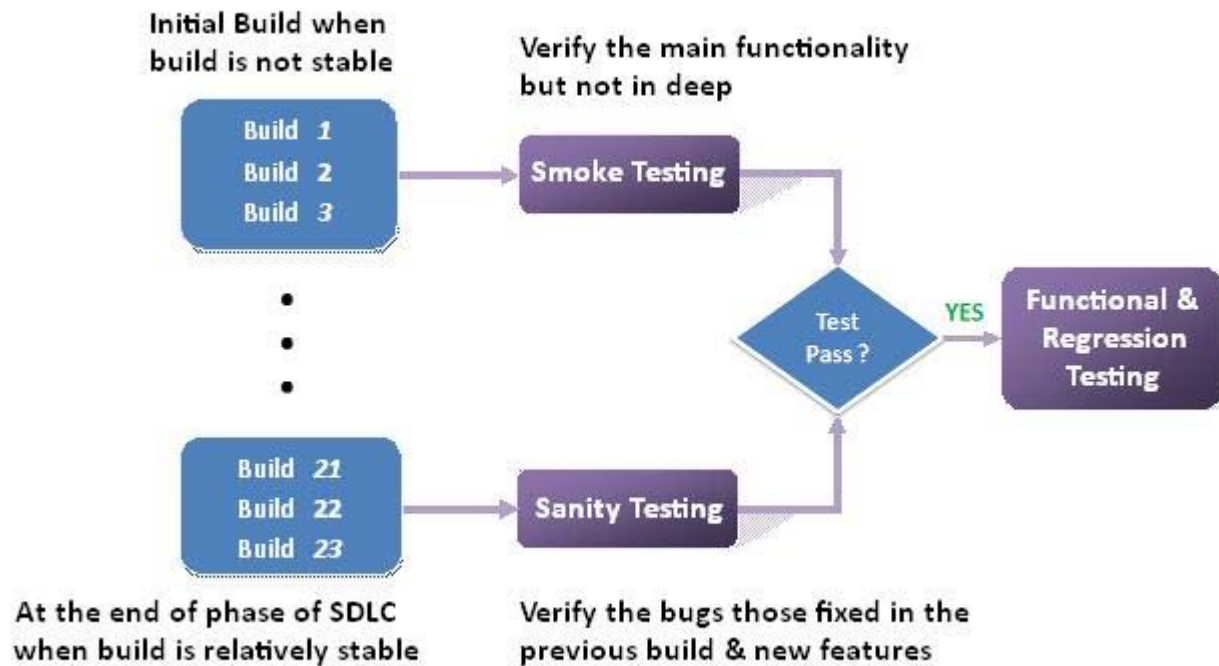 Initial Build when
build is not stable
Verify the main functionality
but not in deep
Build 1
Build 2
Build 3
Smoke Testing
Test
Pass ?
YES
Functional &
Regression
Testing
Build 21
Build 22
Build 23
Sanity Testing
At the end of phase of SDLC
when build is relatively stable
Verify the bugs those fixed in the
previous build & new features